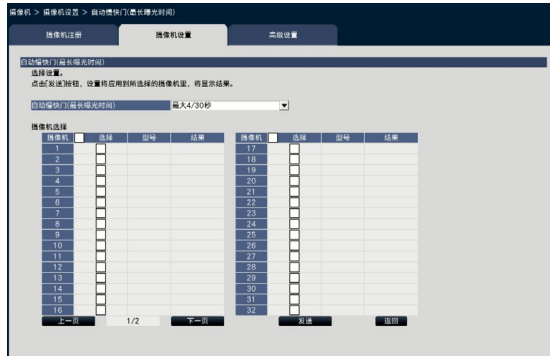 摄像机 > 摄像机设置 > 自动慢快门(最长曝光时间)
摄像机注册 摄像机设置 高级设置
自动慢快门(最长曝光时间)
选择设置。
点击[发送]按钮，设置将应用到所选择的摄像机里，将显示结果。
自动慢快门(最长曝光时间) 最大4/30秒
摄像机选择
摄像机 选择 型号 结果 摄像机 选择 型号 结果
1 17
2 18
3 19
4 20
5 21
6 22
7 23
8 24
9 25
10 26
11 27
12 28
13 29
14 30
15 31
16 32
上一页 1/2 下一页 发送 返回